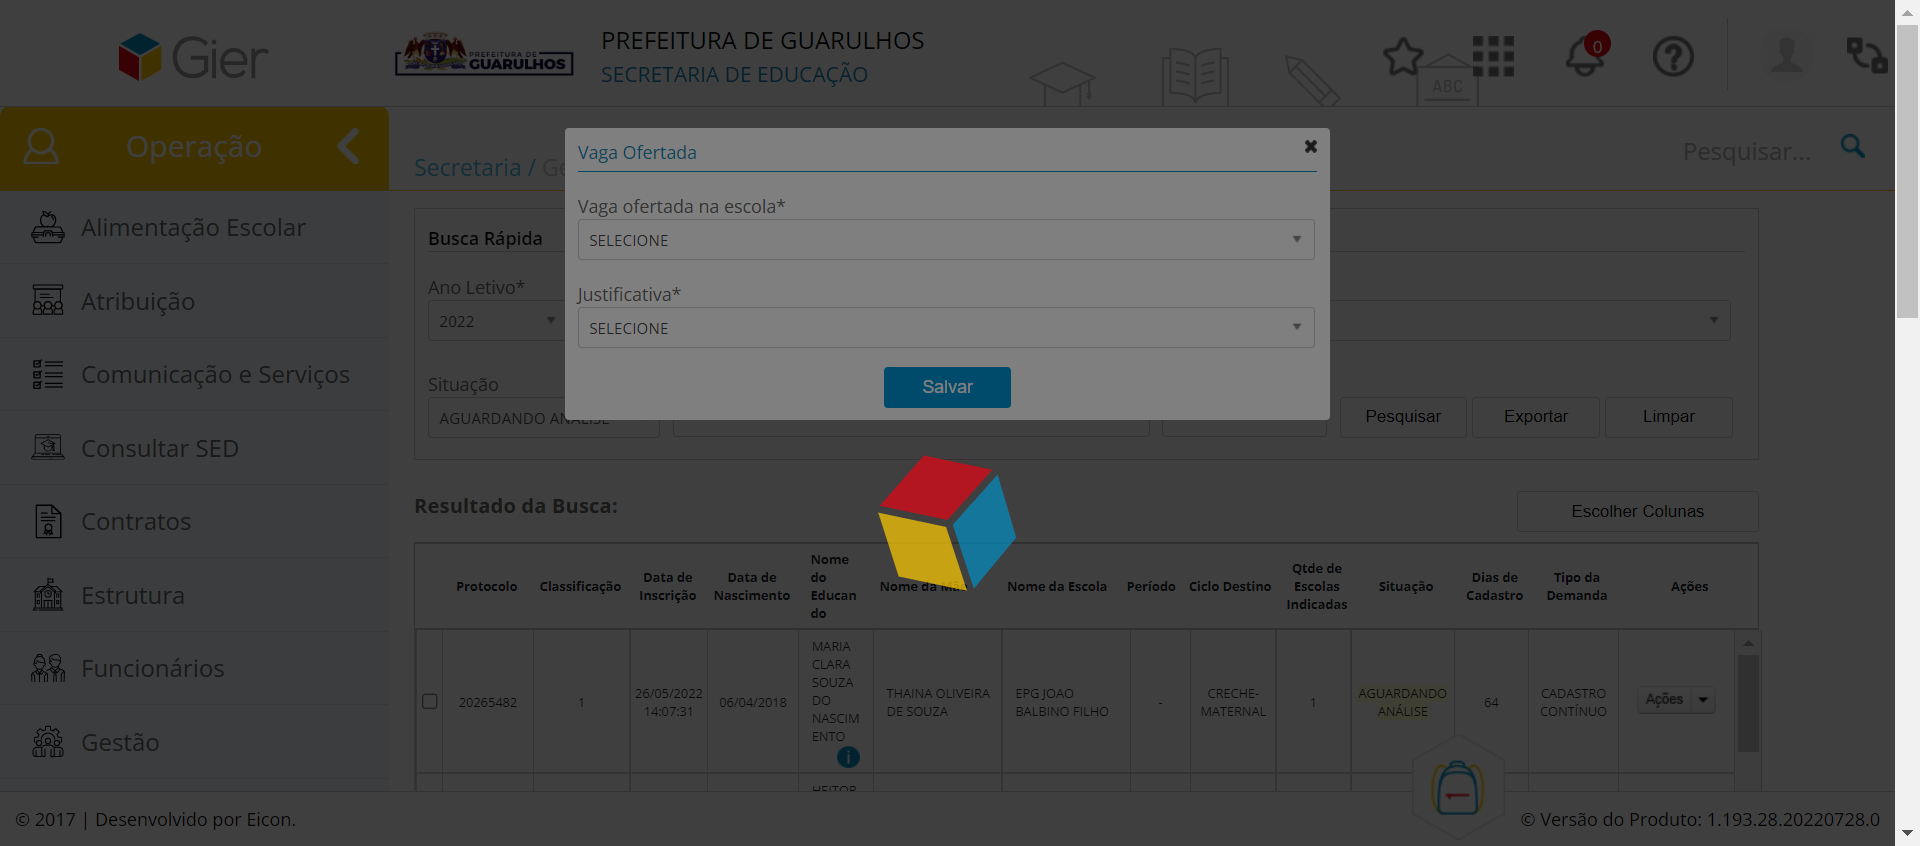 Gier
PREFEITURA DE
GUARULHOS
PREFEITURA DE GUARULHOS
SECRETARIA DE EDUCAÇÃO
ABC
0
Operação
Secretaria / Ge
Pesquisar...
Alimentação Escolar
Atribuição
Comunicação e Serviços
Consultar SED
Contratos
Estrutura
Funcionários
Gestão
Vaga Ofertada
Vaga ofertada na escola*
SELECIONE
Justificativa*
SELECIONE
Salvar
Busca Rápida
Ano Letivo*
2022
Situação
AGUARDANDO ANÁLISE
Pesquisar
Exportar
Limpar
Resultado da Busca:
Escolher Colunas
Protocolo
Classificação
Data de
Inscrição
Data de
Nascimento
Nome
do
Educan
do
Nome da Mãe
Nome da Escola
Período
Ciclo Destino
Qtde de
Escolas
Indicadas
Situação
Dias de
Cadastro
Tipo da
Demanda
Ações
20265482
1
26/05/2022
14:07:31
06/04/2018
MARIA
CLARA
SOUZA
DO
NASCIM
ENTO
THAINA OLIVEIRA
DE SOUZA
EPG JOAO
BALBINO FILHO
-
CRECHE-
MATERNAL
1
AGUARDANDO
ANÁLISE
64
CADASTRO
CONTÍNUO
Ações
HEITOR
© 2017 | Desenvolvido por Eicon.
© Versão do Produto: 1.193.28.20220728.0